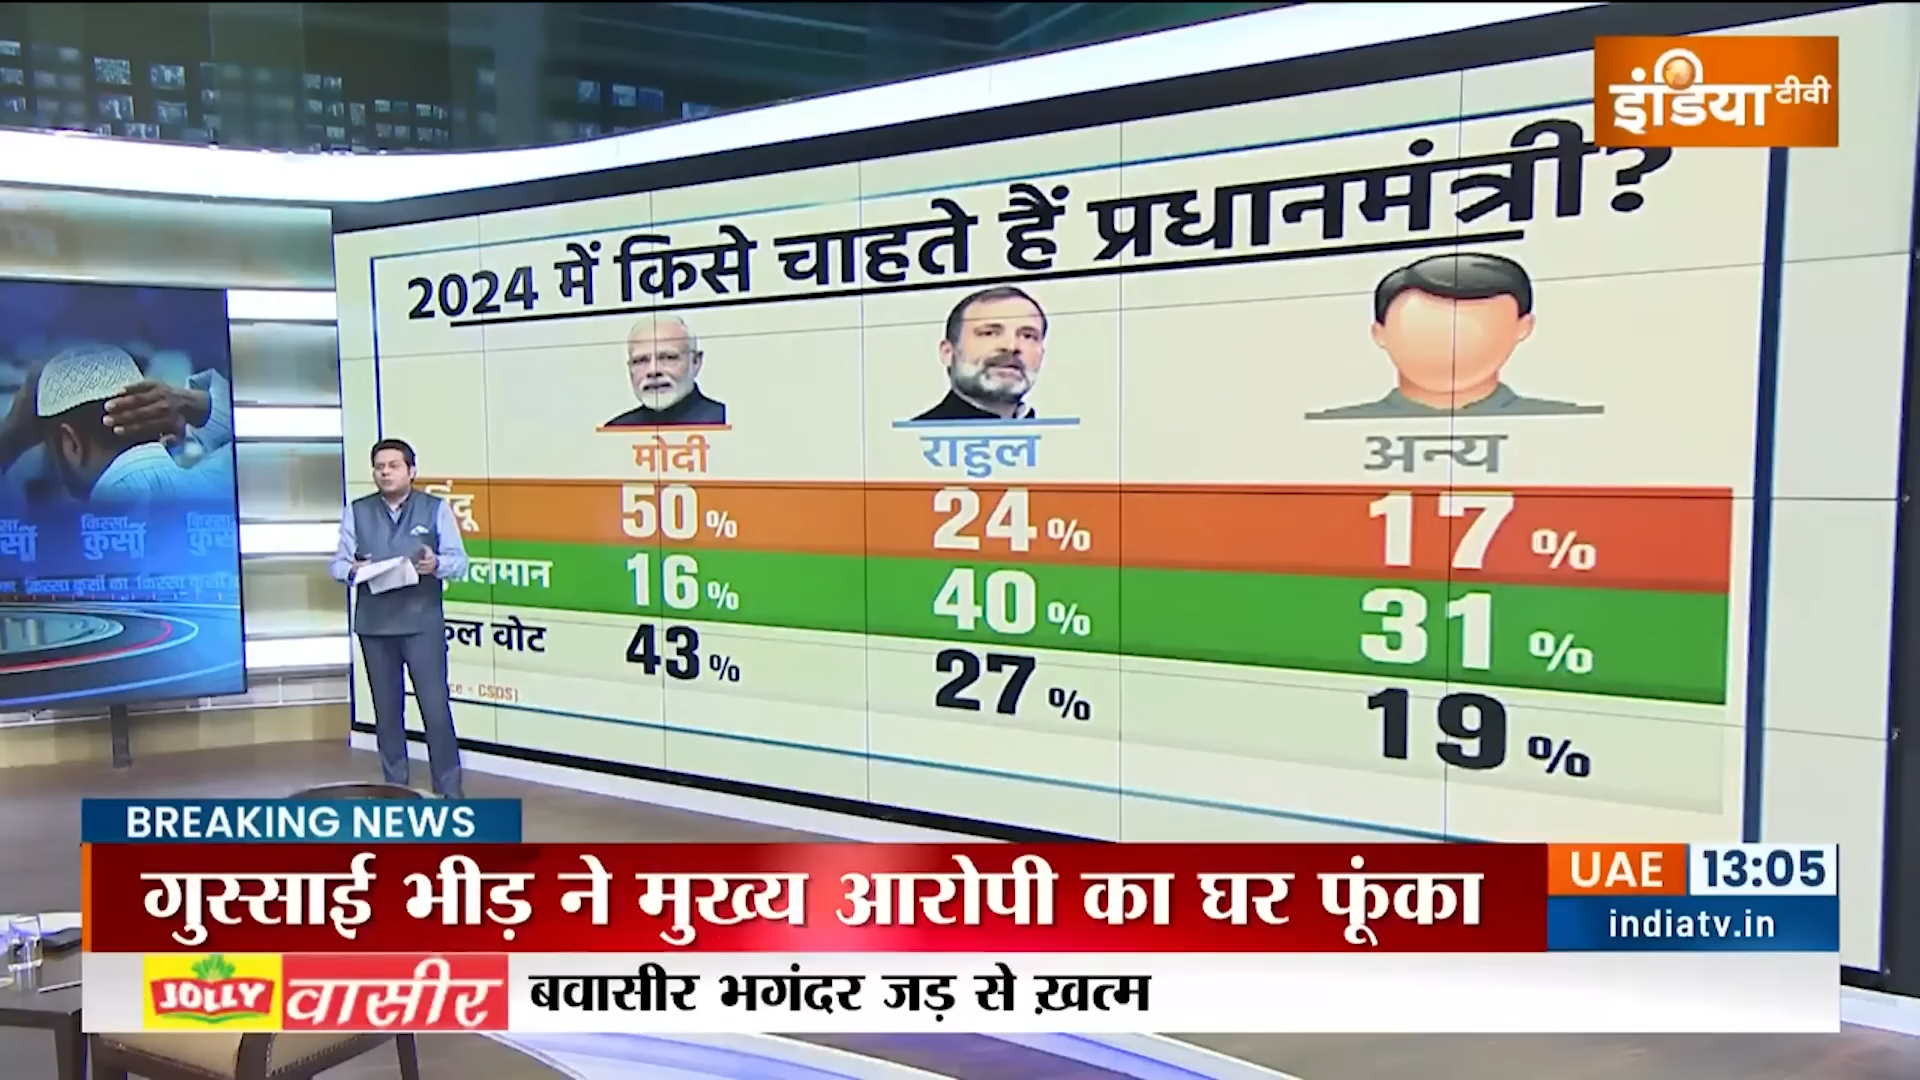 इंडिया टीवी
2024 में किसे चाहते हैं प्रधानमंत्री?
मोदी राहुल अन्य
50% 24% 17%
16% 40% 31%
वोट 43% 27% 19%
- CSDS
किस्सा
कुर्सी
BREAKING NEWS
गुस्साई भीड़ ने मुख्य आरोपी का घर फूंका
UAE 13:05
indiatv.in
JOLLY वासीर बवासीर भगंदर जड़ से ख़त्म